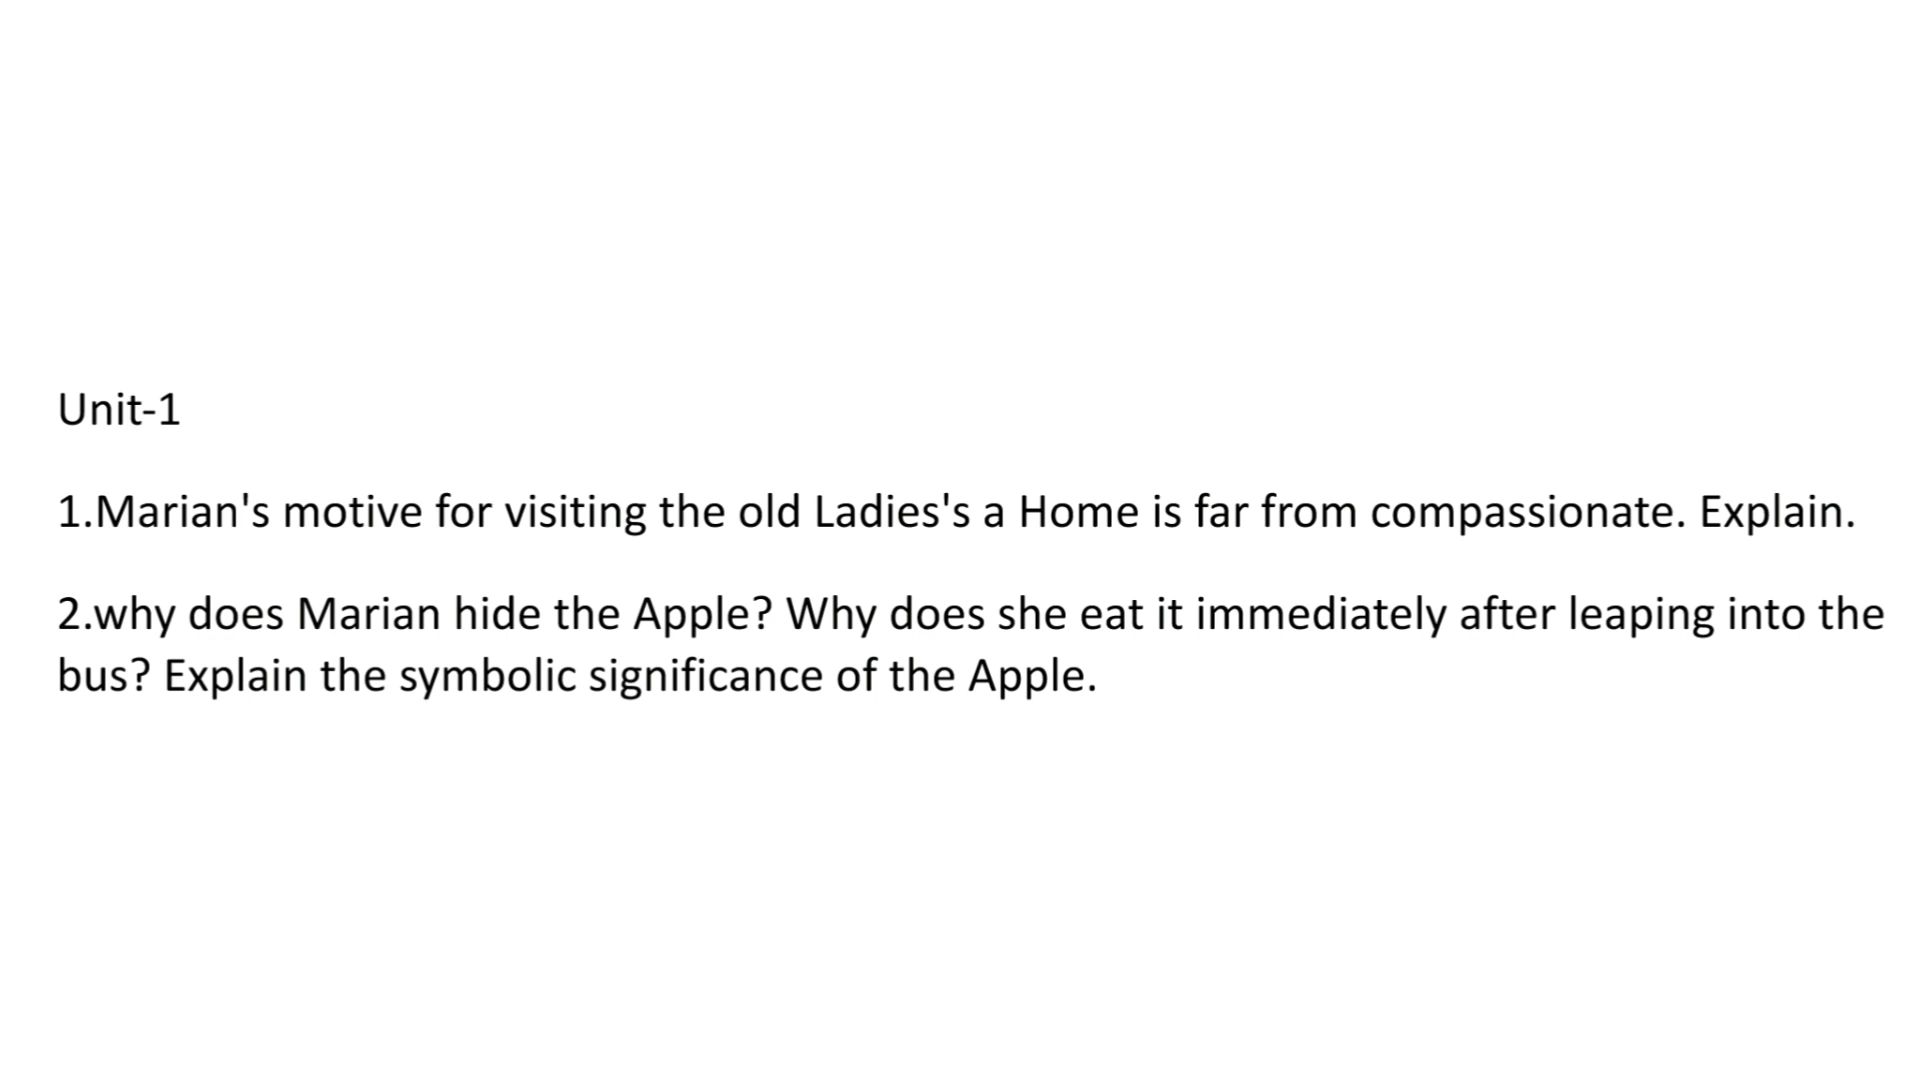 Unit-1
1.Marian's motive for visiting the old Ladies's a Home is far from compassionate. Explain.
2.why does Marian hide the Apple? Why does she eat it immediately after leaping into the
bus? Explain the symbolic significance of the Apple.